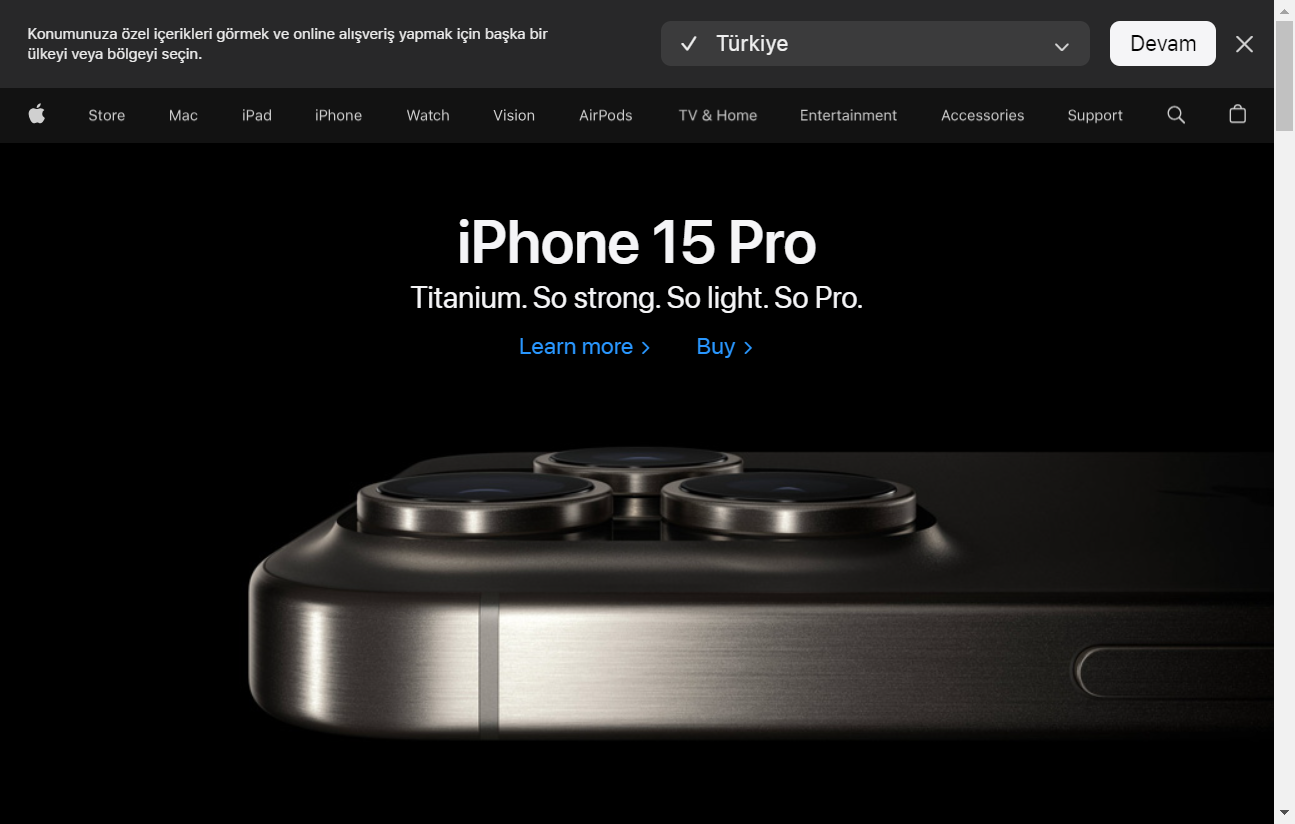 Konumunuza özel içerikleri görmek ve online alışveriş yapmak için başka bir
ülkeyi veya bölgeyi seçin.
Türkiye
Devam
Store Mac iPad iPhone Watch Vision AirPods TV & Home Entertainment Accessories Support
iPhone 15 Pro
Titanium. So strong. So light. So Pro.
Learn more Buy